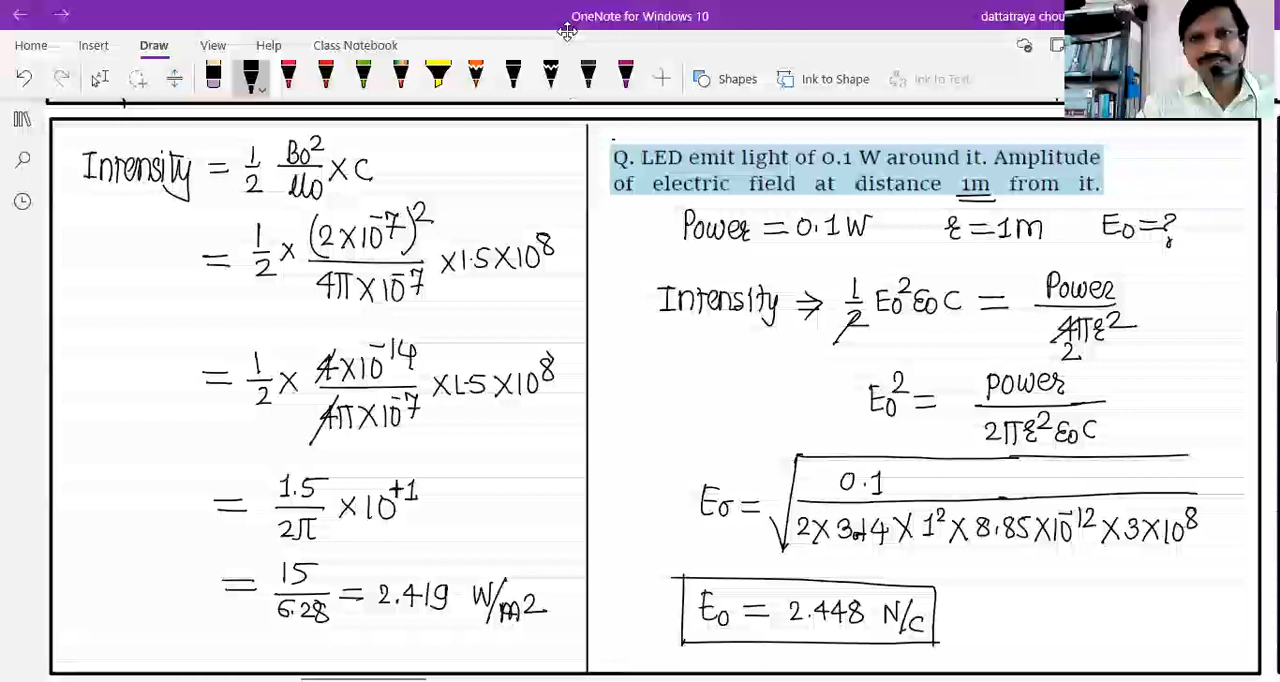 OneNote for Windows 10
dattatraya chou
Home Insert Draw View Help Class Notebook
Shapes Ink to Shape Ink to Text
Intensity = 1/2 B0²/μ0 × C
= 1/2 × (2×10⁻⁷)²/4π×10⁻⁷ ×1.5×10⁸
= 1/2 × 4×10⁻¹⁴/4π×10⁻⁷ ×1.5×10⁸
= 1.5/2π ×10⁺¹
= 15/6.28 = 2.419 W/m2
Q. LED emit light of 0.1 W around it. Amplitude
of electric field at distance 1m from it.
Power = 0.1W r = 1m E0=?
Intensity ⇒ 1/2 E0²ε0 C = Power/4πr²
2
E0² = power/2πr²ε0C
E0 = √0.1/2×3.14×1²×8.85×10⁻¹²×3×10⁸
E0 = 2.448 N/C